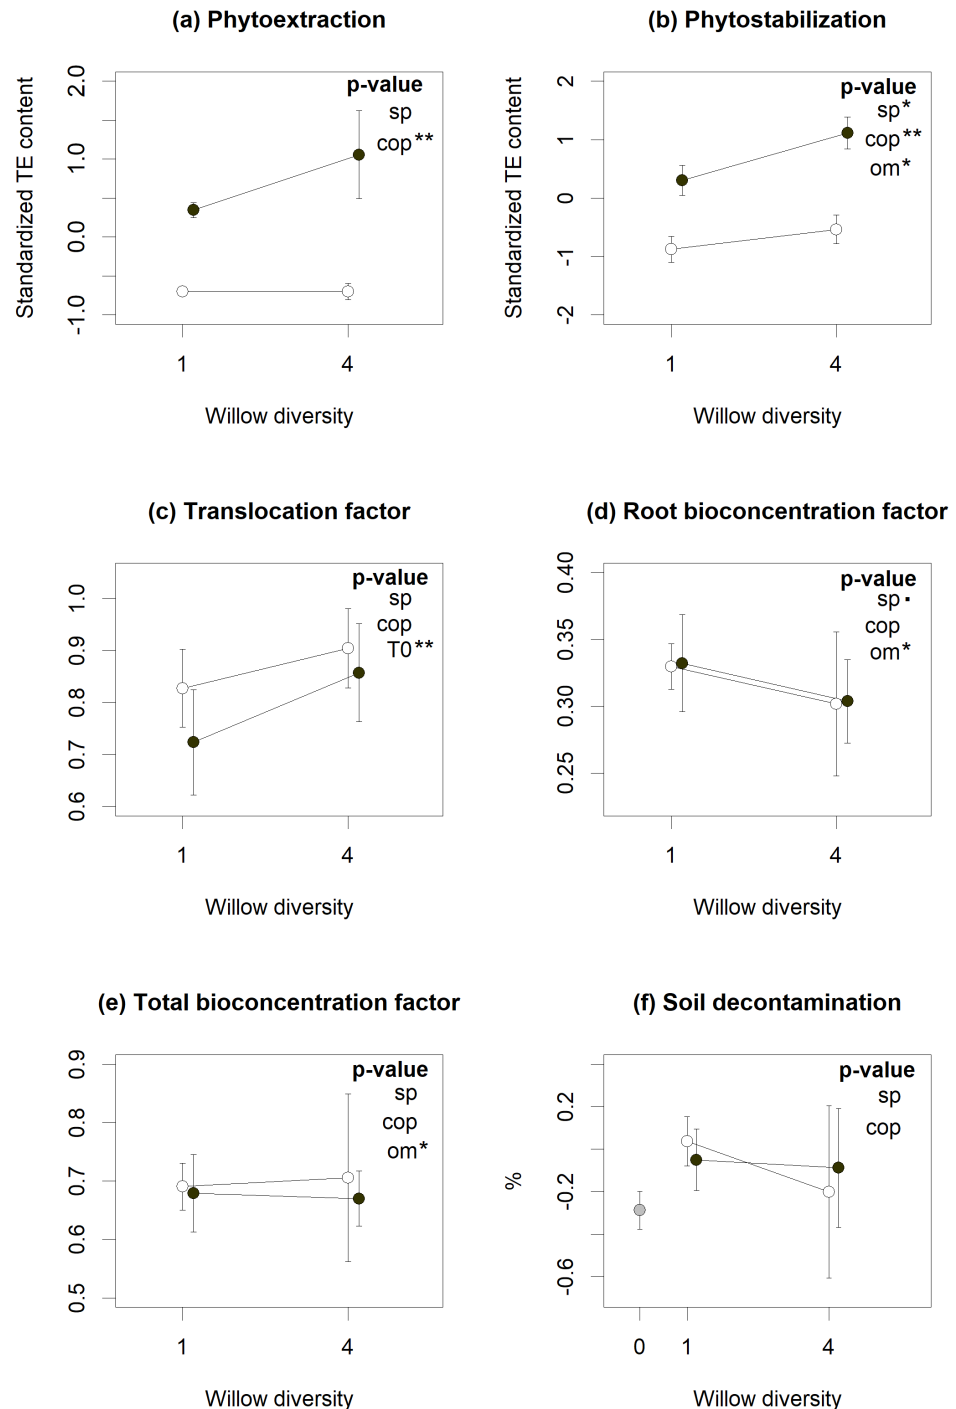 (a) Phytoextraction
Standardized TE content
2.0
1.0
0.0
-1.0
p-value
sp
cop**
1 4
Willow diversity
(b) Phytostabilization
Standardized TE content
2
1
0
-1
-2
p-value
sp*
cop**
om*
1 4
Willow diversity
(c) Translocation factor
1.0
0.9
0.8
0.7
0.6
p-value
sp
cop
T0**
1 4
Willow diversity
(d) Root bioconcentration factor
0.40
0.35
0.30
0.25
p-value
sp ▪
cop
om*
1 4
Willow diversity
(e) Total bioconcentration factor
0.9
0.8
0.7
0.6
0.5
p-value
sp
cop
om*
1 4
Willow diversity
(f) Soil decontamination
%
0.2
-0.2
-0.6
p-value
sp
cop
0 1 4
Willow diversity